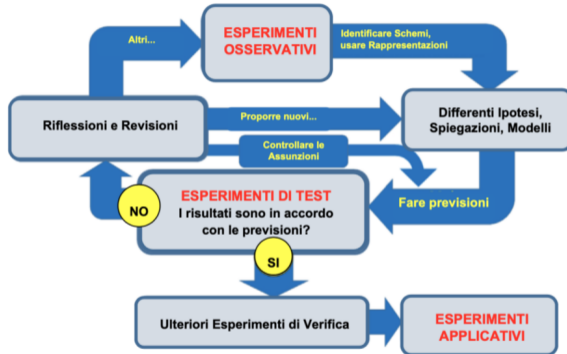 Altri...
ESPERIMENTI
OSSERVATIVI
Identificare Schemi,
usare Rappresentazioni
Riflessioni e Revisioni
Proporre nuovi...
Differenti Ipotesi,
Spiegazioni, Modelli
Controllare le
Assunzioni
NO
ESPERIMENTI DI TEST
I risultati sono in accordo
con le previsioni?
Fare previsioni
SI
Ulteriori Esperimenti di Verifica
ESPERIMENTI
APPLICATIVI